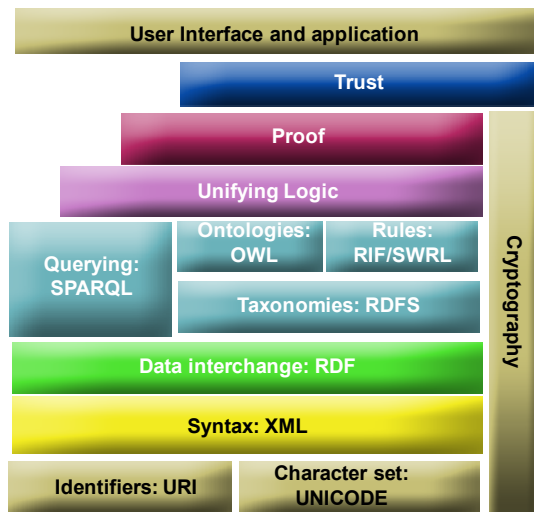 User Interface and application
Trust
Proof
Unifying Logic
Querying:
SPARQL
Ontologies:
OWL
Rules:
RIF/SWRL
Taxonomies: RDFS
Cryptography
Data interchange: RDF
Syntax: XML
Identifiers: URI
Character set:
UNICODE